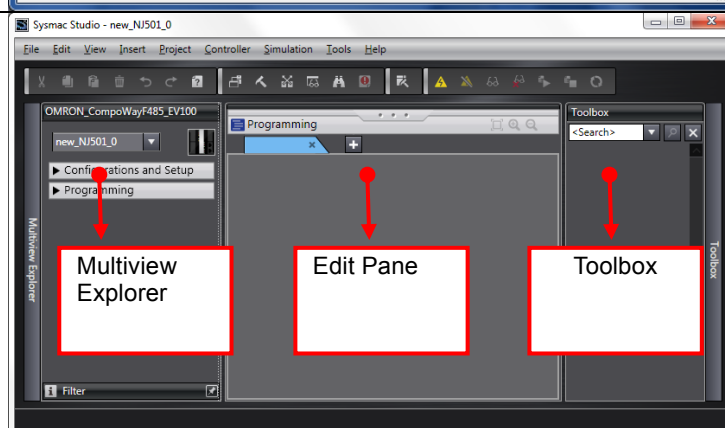 Sysmac Studio - new_NJ501_0
File Edit View Insert Project Controller Simulation Tools Help
OMRON_CompoWayF485_EV100
new_NJ501_0
Configurations and Setup
Programming
Multiview Explorer
Filter
Programming
Toolbox
<Search>
Toolbox
Multiview
Explorer
Edit Pane
Toolbox